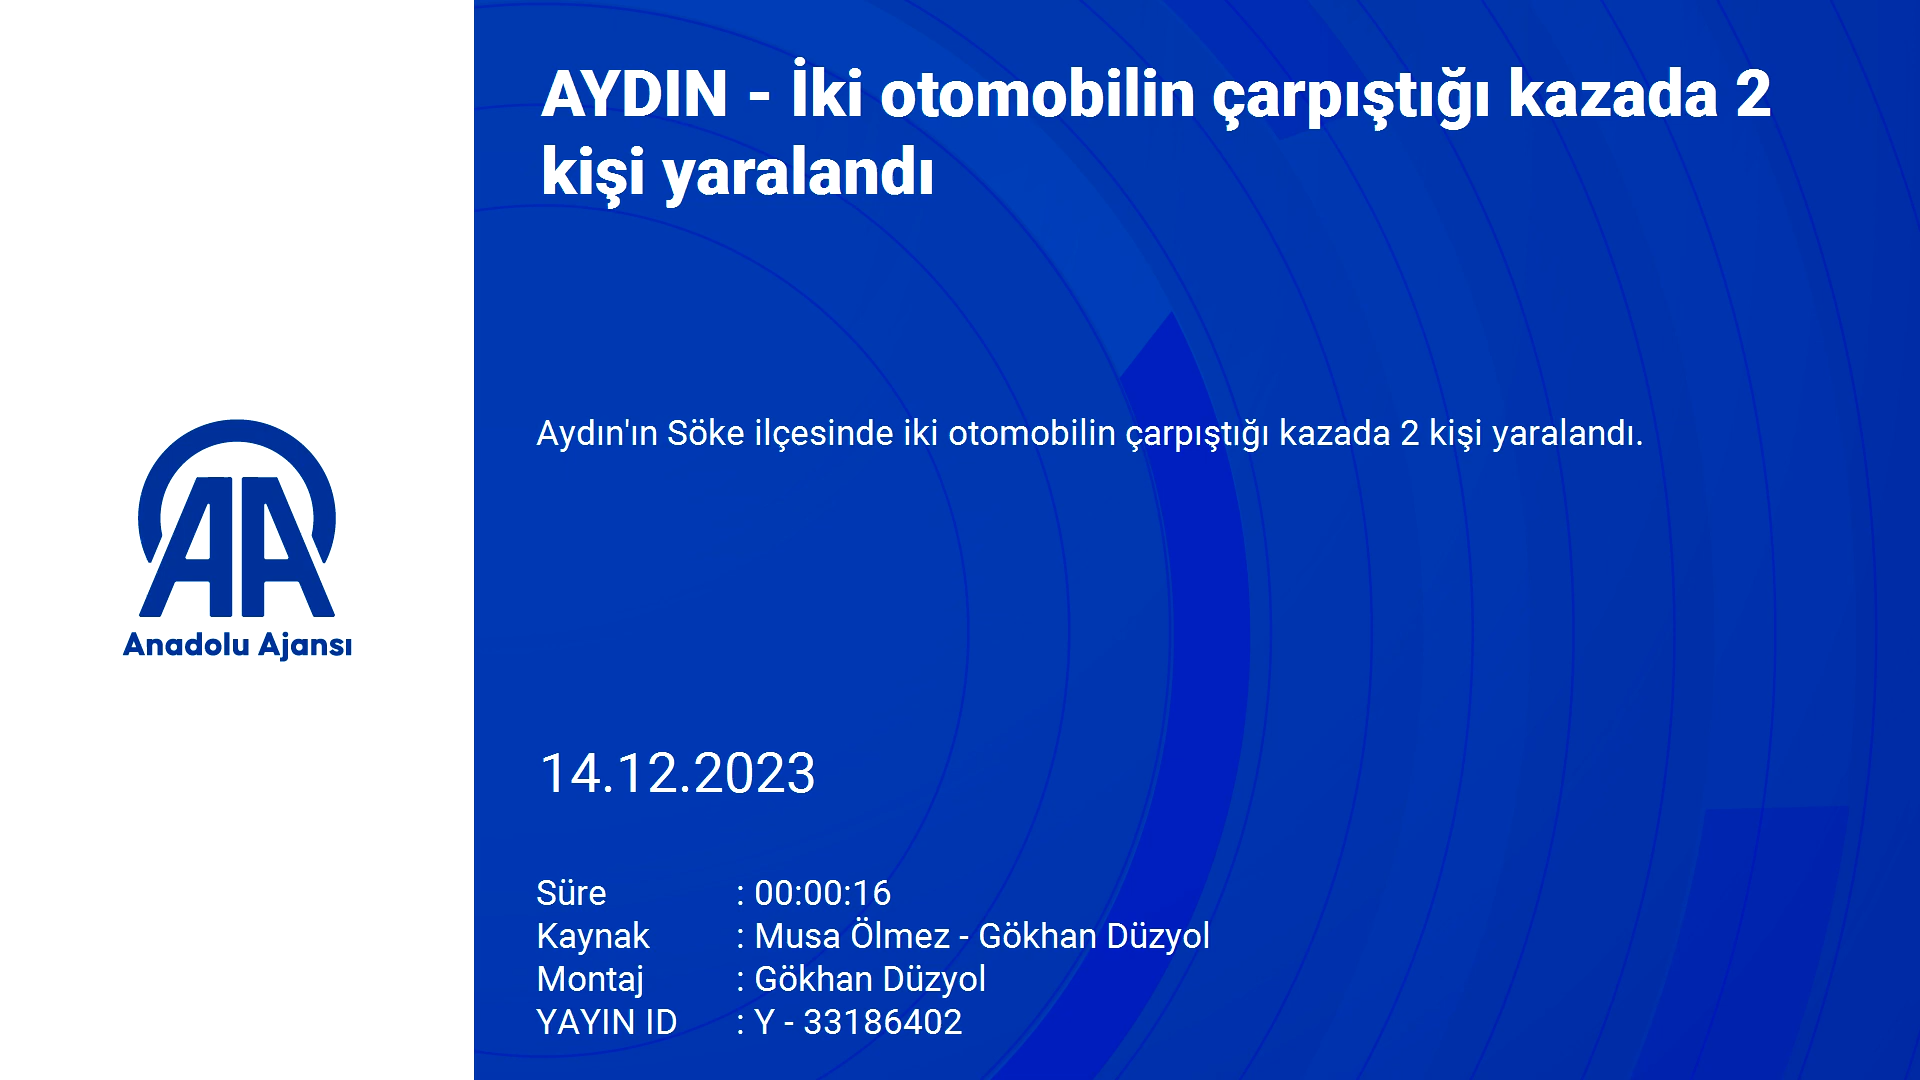 AYDIN - İki otomobilin çarpıştığı kazada 2
kişi yaralandı
Aydın'ın Söke ilçesinde iki otomobilin çarpıştığı kazada 2 kişi yaralandı.
AA
Anadolu Ajansı
14.12.2023
Süre : 00:00:16
Kaynak : Musa Ölmez - Gökhan Düzyol
Montaj : Gökhan Düzyol
YAYIN ID : Y - 33186402